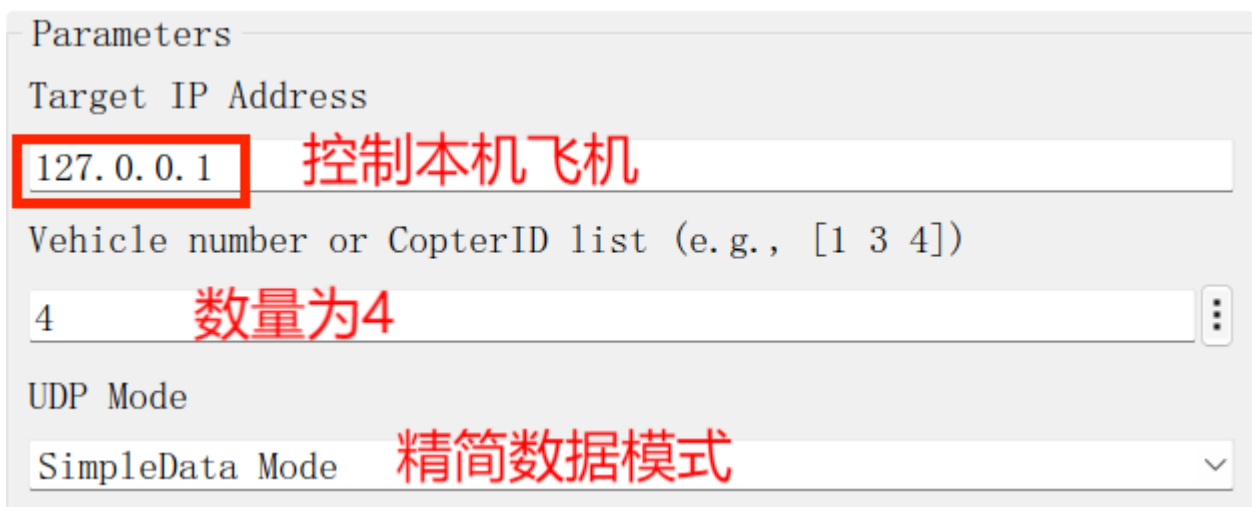 Parameters
Target IP Address
127.0.0.1 控制本机飞机
Vehicle number or CopterID list (e.g., [1 3 4])
4 数量为4
UDP Mode
SimpleData Mode 精简数据模式